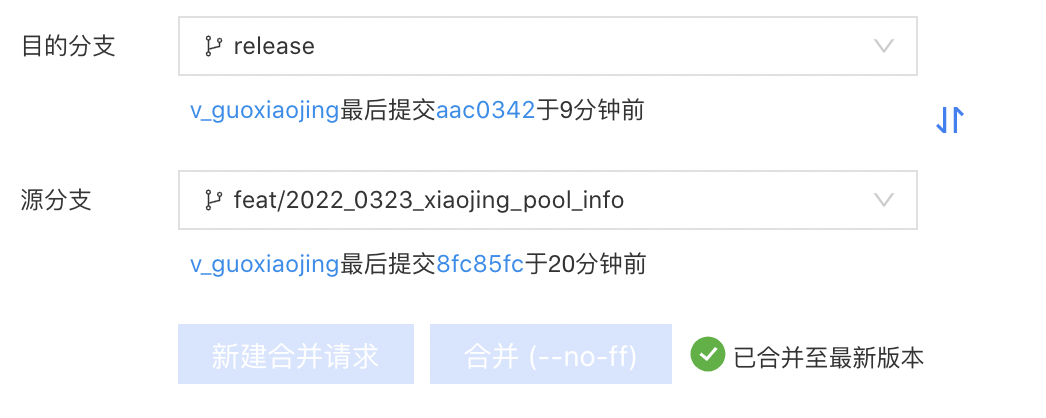 目的分支 release
v_guoxiaojing最后提交aac0342于9分钟前
源分支 feat/2022_0323_xiaojing_pool_info
v_guoxiaojing最后提交8fc85fc于20分钟前
新建合并请求 合并 (--no-ff) 已合并至最新版本